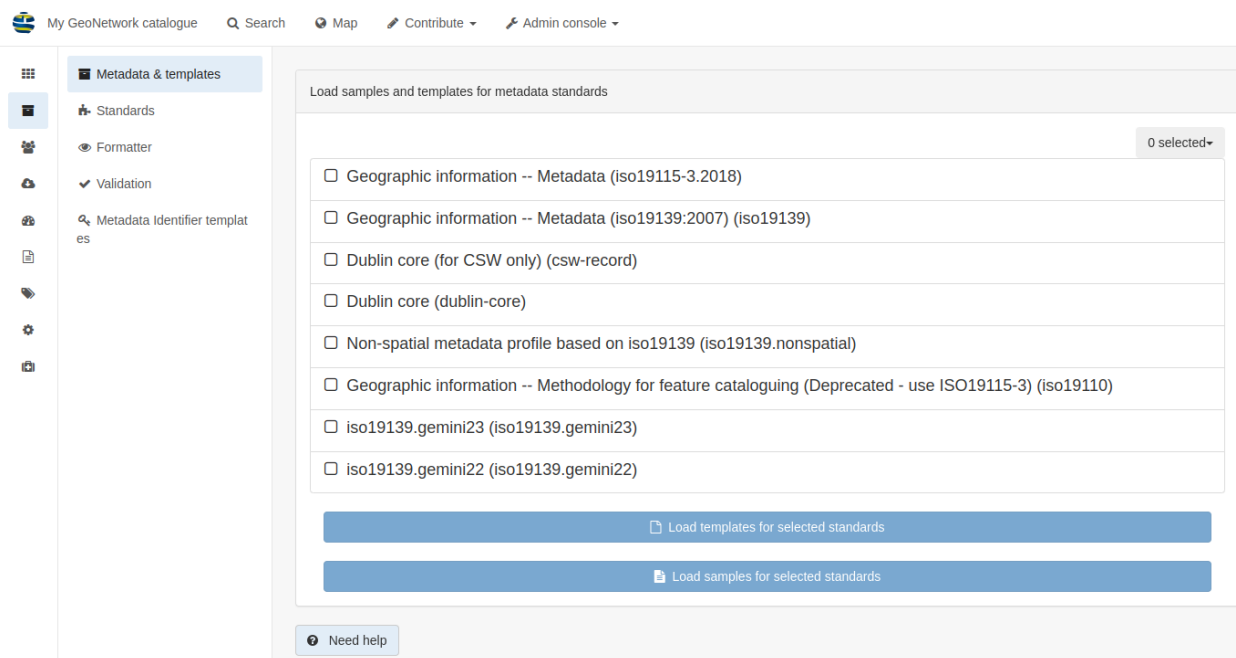 My GeoNetwork catalogue
Search
Map
Contribute
Admin console
Metadata & templates
Standards
Formatter
Validation
Metadata Identifier templat
es
Load samples and templates for metadata standards
0 selected
Geographic information -- Metadata (iso19115-3.2018)
Geographic information -- Metadata (iso19139:2007) (iso19139)
Dublin core (for CSW only) (csw-record)
Dublin core (dublin-core)
Non-spatial metadata profile based on iso19139 (iso19139.nonspatial)
Geographic information -- Methodology for feature cataloguing (Deprecated - use ISO19115-3) (iso19110)
iso19139.gemini23 (iso19139.gemini23)
iso19139.gemini22 (iso19139.gemini22)
Load templates for selected standards
Load samples for selected standards
Need help